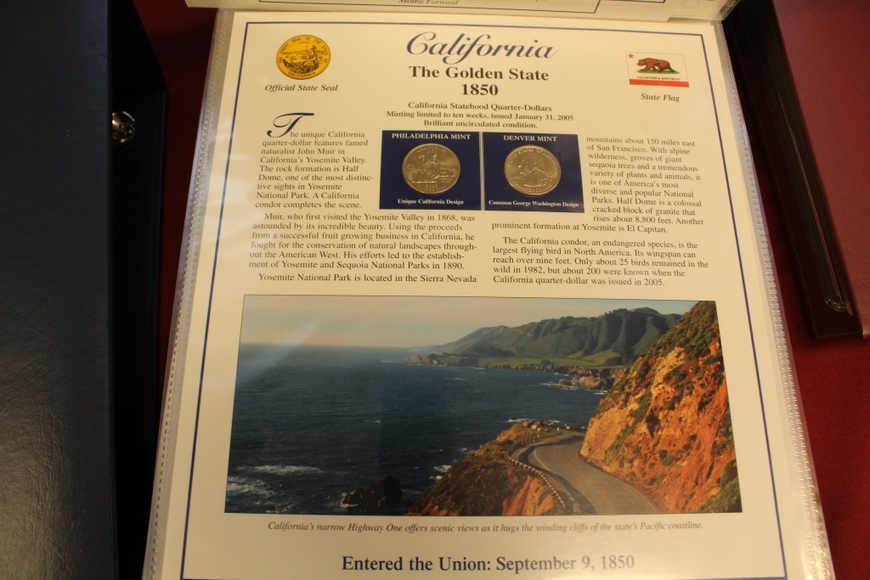 Motto: Forward
California
The Golden State
1850
Official State Seal
State Flag
CALIFORNIA REPUBLIC
California Statehood Quarter-Dollars
Minting limited to ten weeks, issued January 31, 2005
Brilliant uncirculated condition.
PHILADELPHIA MINT
Unique California Design
DENVER MINT
Common George Washington Design
The unique California
quarter-dollar features famed
naturalist John Muir in
California's Yosemite Valley.
The rock formation is Half
Dome, one of the most distinc-
tive sights in Yosemite
National Park. A California
condor completes the scene.
Muir, who first visited the Yosemite Valley in 1868, was
astounded by its incredible beauty. Using the proceeds
from a successful fruit growing business in California, he
fought for the conservation of natural landscapes through-
out the American West. His efforts led to the establish-
ment of Yosemite and Sequoia National Parks in 1890.
Yosemite National Park is located in the Sierra Nevada
mountains about 150 miles east
of San Francisco. With alpine
wilderness, groves of giant
sequoia trees and a tremendous
variety of plants and animals, it
is one of America's most
diverse and popular National
Parks. Half Dome is a colossal
cracked block of granite that
rises about 8,800 feet. Another
prominent formation at Yosemite is El Capitan.
The California condor, an endangered species, is the
largest flying bird in North America. Its wingspan can
reach over nine feet. Only about 25 birds remained in the
wild in 1982, but about 200 were known when the
California quarter-dollar was issued in 2005.
California's narrow Highway One offers scenic views as it hugs the winding cliffs of the state's Pacific coastline.
Entered the Union: September 9, 1850